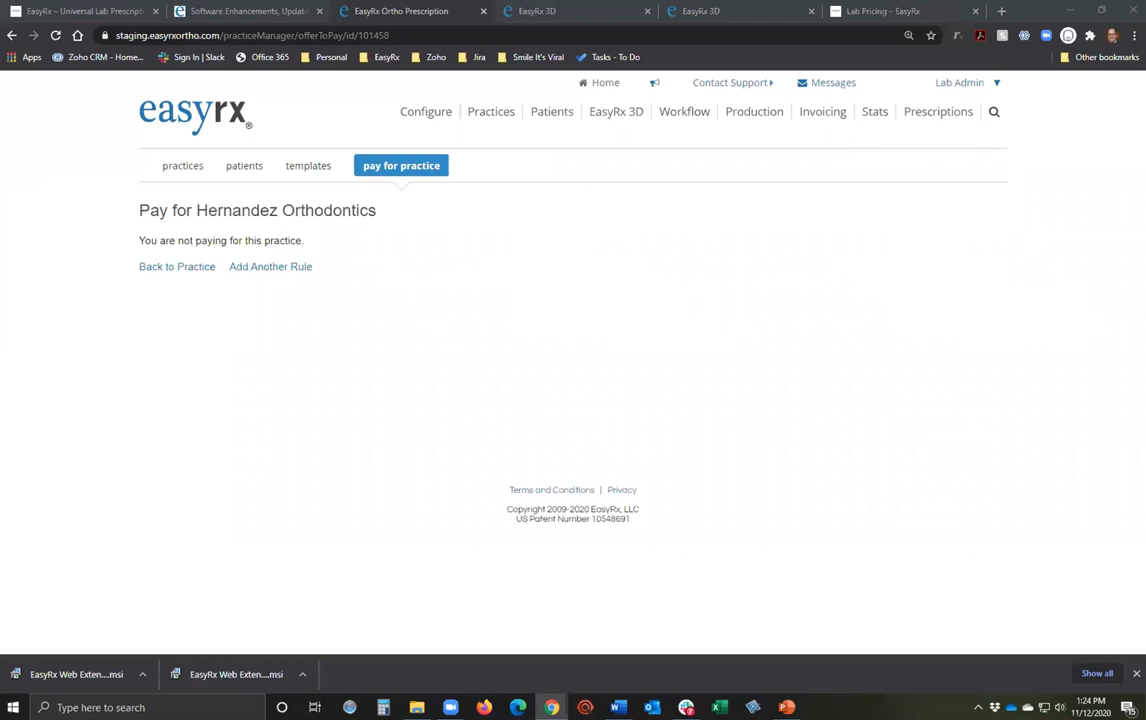 EasyRx – Universal Lab Prescripti
Software Enhancements, Update
EasyRx Ortho Prescription
EasyRx 3D
EasyRx 3D
Lab Pricing – EasyRx
staging.easyrxortho.com/practiceManager/offerToPay/id/101458
Apps Zoho CRM - Home... Sign In | Slack Office 365 Personal EasyRx Zoho Jira Smile It's Viral Tasks - To Do Other bookmarks
Home Contact Support Messages Lab Admin
easyrx®
Configure Practices Patients EasyRx 3D Workflow Production Invoicing Stats Prescriptions
practices patients templates pay for practice
Pay for Hernandez Orthodontics
You are not paying for this practice.
Back to Practice Add Another Rule
Terms and Conditions | Privacy
Copyright 2009-2020 EasyRx, LLC
US Patent Number 10548691
EasyRx Web Exten....msi
EasyRx Web Exten....msi
Show all
Type here to search
1:24 PM
11/12/2020